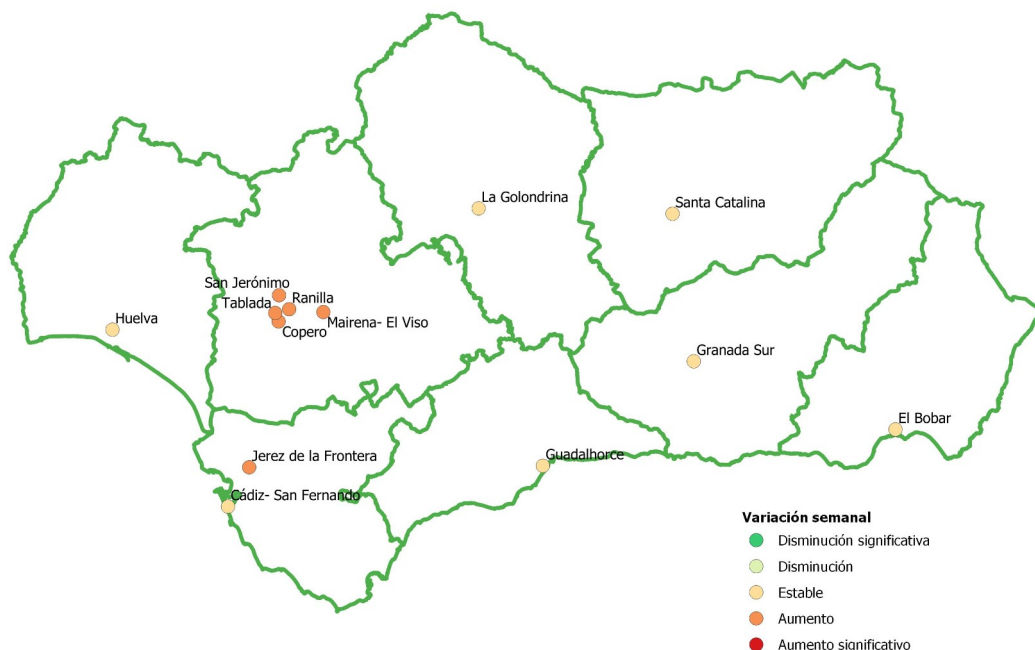 La Golondrina
Santa Catalina
San Jerónimo
Ranilla
Tablada
Mairena- El Viso
Copero
Huelva
Granada Sur
El Bobar
Jerez de la Frontera
Guadalhorce
Cádiz- San Fernando
Variación semanal
Disminución significativa
Disminución
Estable
Aumento
Aumento significativo